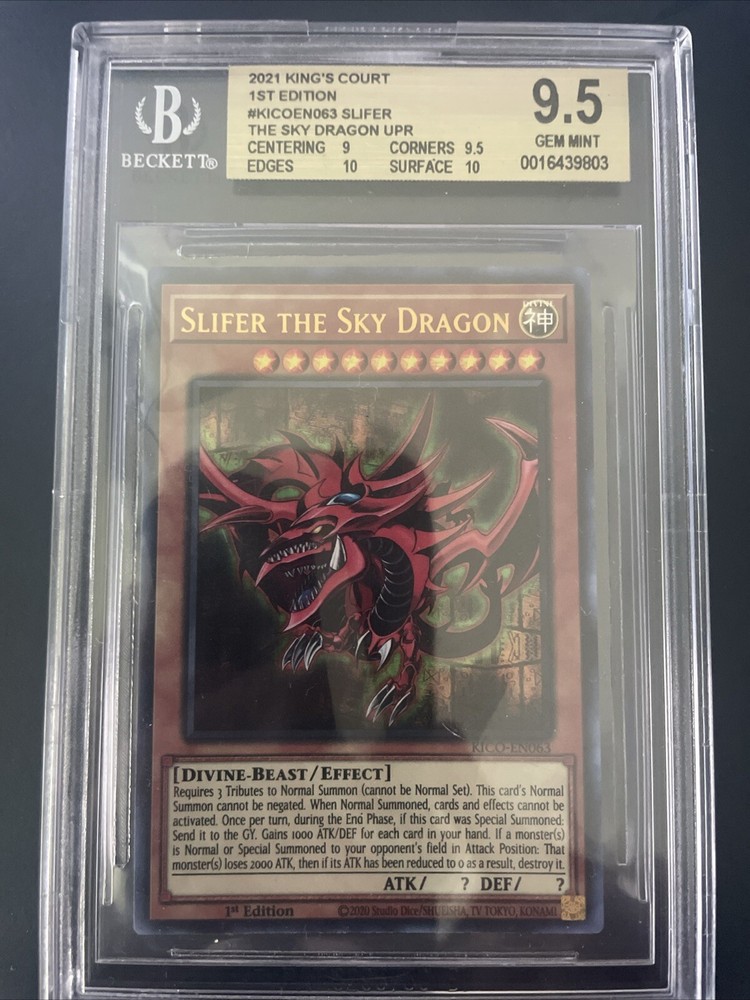 2021 KING'S COURT
1ST EDITION
#KICOEN063 SLIFER
THE SKY DRAGON UPR
CENTERING 9 CORNERS 9.5
EDGES 10 SURFACE 10
9.5
GEM MINT
0016439803
B
BECKETT®
SLIFER THE SKY DRAGON
DIVINE
神
KICO-EN063
[DIVINE-BEAST/EFFECT]
Requires 3 Tributes to Normal Summon (cannot be Normal Set). This card's Normal
Summon cannot be negated. When Normal Summoned, cards and effects cannot be
activated. Once per turn, during the End Phase, if this card was Special Summoned:
Send it to the GY. Gains 1000 ATK/DEF for each card in your hand. If a monster(s)
is Normal or Special Summoned to your opponent's field in Attack Position: That
monster(s) loses 2000 ATK, then if its ATK has been reduced to 0 as a result, destroy it.
ATK/ ? DEF/ ?
1st Edition
©2020 Studio Dice/SHUEISHA, TV TOKYO, KONAMI